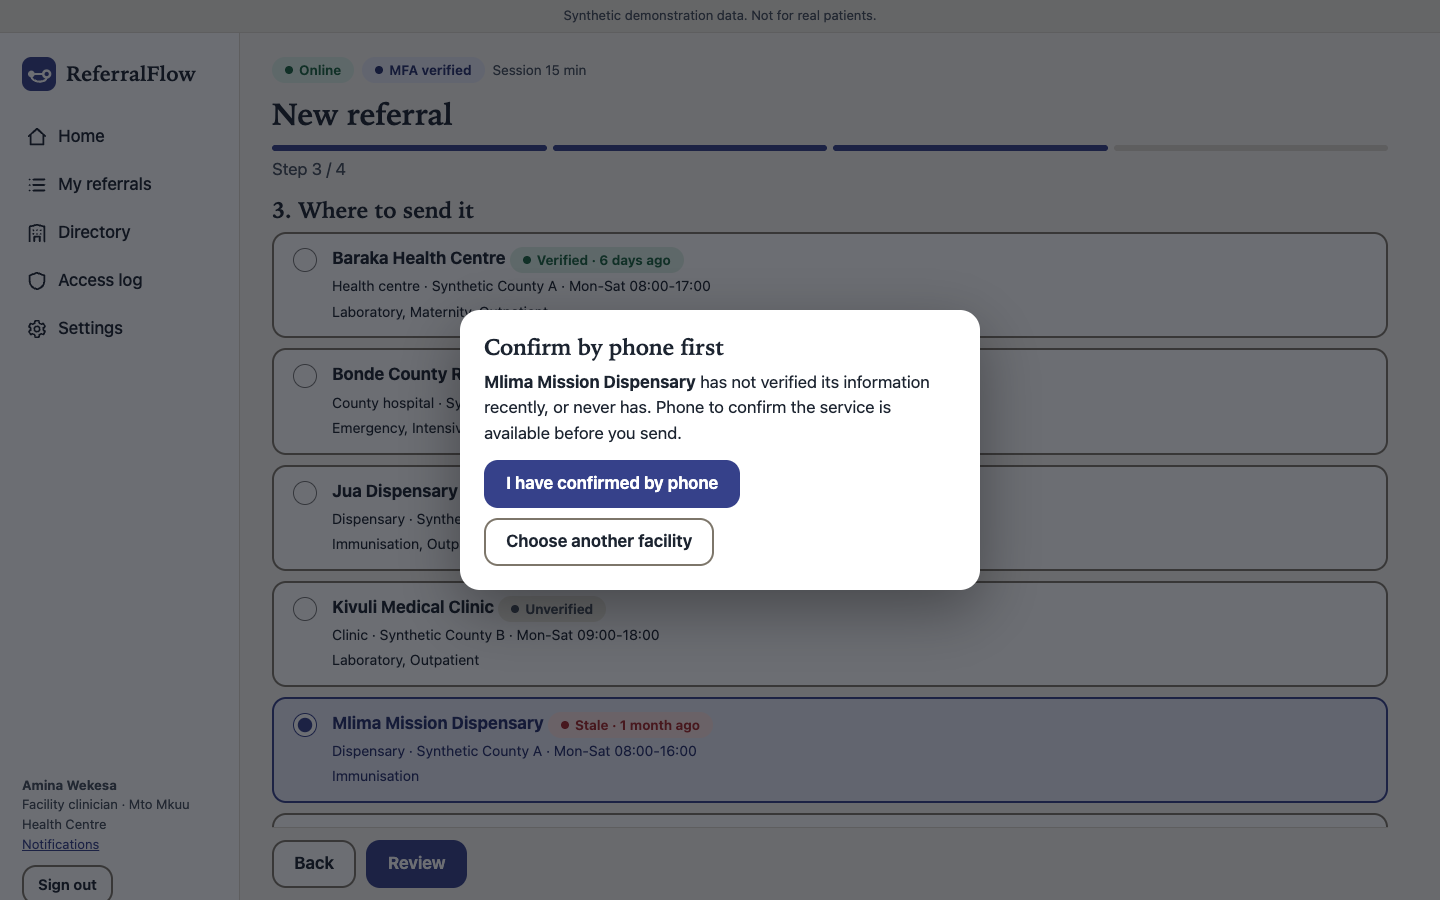 Synthetic demonstration data. Not for real patients.
ReferralFlow
Home
My referrals
Directory
Access log
Settings
Amina Wekesa
Facility clinician · Mto Mkuu
Health Centre
Notifications
Sign out
Online
MFA verified
Session 15 min
New referral
Step 3 / 4
3. Where to send it
Baraka Health Centre
Verified · 6 days ago
Health centre · Synthetic County A · Mon-Sat 08:00-17:00
Laboratory, Maternity, Outpatient
Bonde County
County hospital
Emergency,
Jua Dispensary
Dispensary
Immunisation,
Kivuli Medical Clinic
Unverified
Clinic · Synthetic County B · Mon-Sat 09:00-18:00
Laboratory, Outpatient
Mlima Mission Dispensary
Stale · 1 month ago
Dispensary · Synthetic County A · Mon-Sat 08:00-16:00
Immunisation
Back
Review
Confirm by phone first
Mlima Mission Dispensary has not verified its information
recently, or never has. Phone to confirm the service is
available before you send.
I have confirmed by phone
Choose another facility